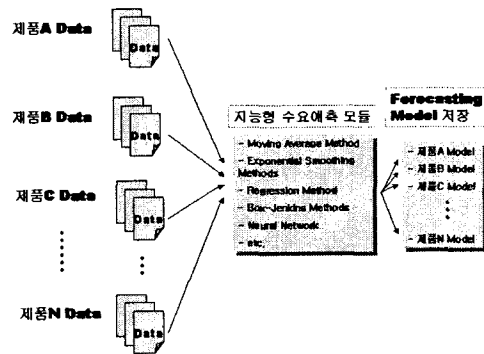 제품A Data
Data
제품B Data
Data
제품C Data
Data
제품N Data
Data
지능형 수요예측 모듈
- Moving Average Method
- Exponential Smoothing
Methods
- Regression Method
- Box-Jenkins Methods
- Neural Network
- etc.
Forecasting
Model 저장
- 제품A Model
- 제품B Model
- 제품C Model
- 제품N Model